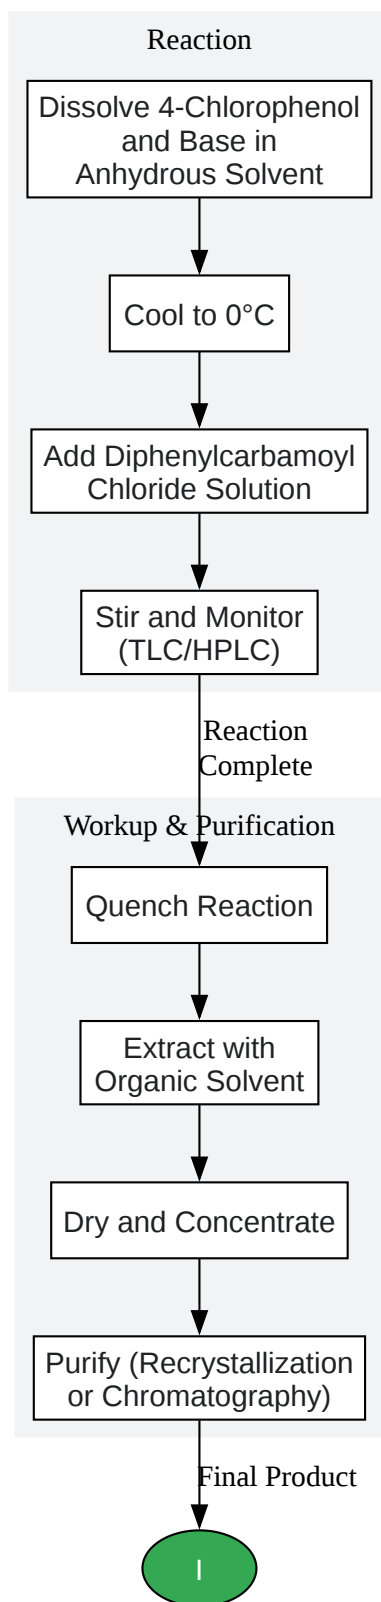 Reaction
Dissolve 4-Chlorophenol
and Base in
Anhydrous Solvent
Cool to 0°C
Add Diphenylcarbamoyl
Chloride Solution
Stir and Monitor
(TLC/HPLC)
Reaction
Complete
Workup & Purification
Quench Reaction
Extract with
Organic Solvent
Dry and Concentrate
Purify (Recrystallization
or Chromatography)
Final Product
I